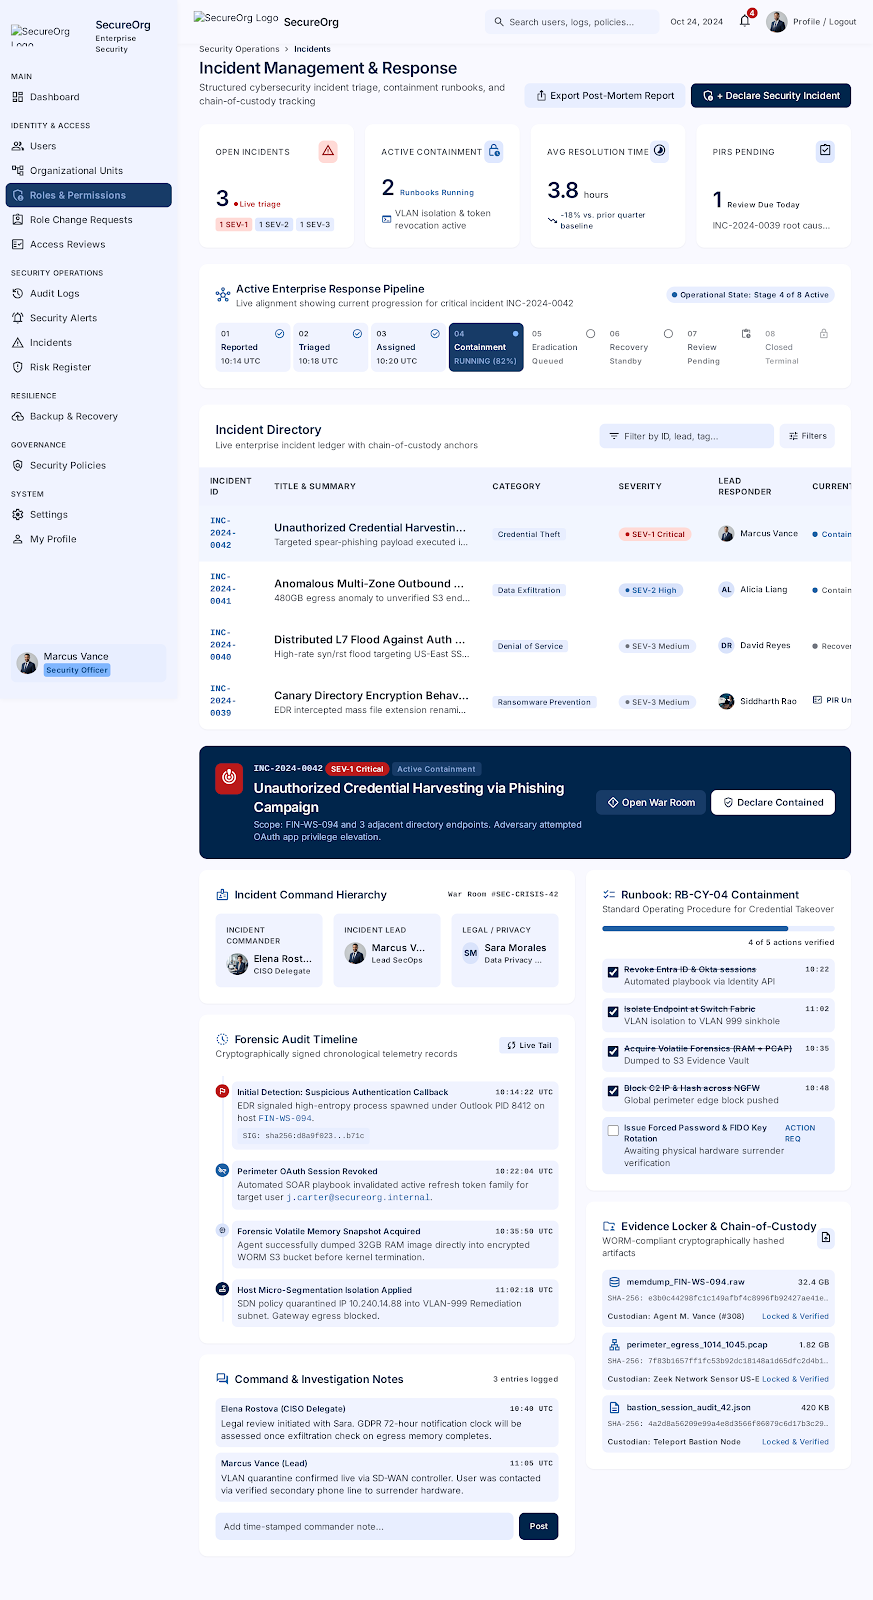 SecureOrg Logo
SecureOrg
Enterprise
Security
MAIN
Dashboard
IDENTITY & ACCESS
Users
Organizational Units
Roles & Permissions
Role Change Requests
Access Reviews
SECURITY OPERATIONS
Audit Logs
Security Alerts
Incidents
Risk Register
RESILIENCE
Backup & Recovery
GOVERNANCE
Security Policies
SYSTEM
Settings
My Profile
Marcus Vance
Security Officer
SecureOrg Logo SecureOrg
Search users, logs, policies...
Oct 24, 2024
4
Profile / Logout
Security Operations › Incidents
Incident Management & Response
Structured cybersecurity incident triage, containment runbooks, and
chain-of-custody tracking
Export Post-Mortem Report
+ Declare Security Incident
OPEN INCIDENTS
3 Live triage
1 SEV-1 1 SEV-2 1 SEV-3
ACTIVE CONTAINMENT
2 Runbooks Running
VLAN isolation & token
revocation active
AVG RESOLUTION TIME
3.8 hours
-18% vs. prior quarter
baseline
PIRS PENDING
1 Review Due Today
INC-2024-0039 root caus...
Active Enterprise Response Pipeline
Live alignment showing current progression for critical incident INC-2024-0042
Operational State: Stage 4 of 8 Active
01
Reported
10:14 UTC
02
Triaged
10:18 UTC
03
Assigned
10:20 UTC
04
Containment
RUNNING (82%)
05
Eradication
Queued
06
Recovery
Standby
07
Review
Pending
08
Closed
Terminal
Incident Directory
Live enterprise incident ledger with chain-of-custody anchors
Filter by ID, lead, tag...
Filters
INCIDENT
ID
TITLE & SUMMARY
CATEGORY
SEVERITY
LEAD
RESPONDER
CURRENT
INC-
2024-
0042
Unauthorized Credential Harvestin...
Targeted spear-phishing payload executed i...
Credential Theft
SEV-1 Critical
Marcus Vance
Contain
INC-
2024-
0041
Anomalous Multi-Zone Outbound ...
480GB egress anomaly to unverified S3 end...
Data Exfiltration
SEV-2 High
AL
Alicia Liang
Contain
INC-
2024-
0040
Distributed L7 Flood Against Auth ...
High-rate syn/rst flood targeting US-East SS...
Denial of Service
SEV-3 Medium
DR
David Reyes
Recover
INC-
2024-
0039
Canary Directory Encryption Behav...
EDR intercepted mass file extension renami...
Ransomware Prevention
SEV-3 Medium
Siddharth Rao
PIR Un
INC-2024-0042 SEV-1 Critical Active Containment
Unauthorized Credential Harvesting via Phishing
Campaign
Scope: FIN-WS-094 and 3 adjacent directory endpoints. Adversary attempted
OAuth app privilege elevation.
Open War Room
Declare Contained
Incident Command Hierarchy
War Room #SEC-CRISIS-42
INCIDENT
COMMANDER
Elena Rost...
CISO Delegate
INCIDENT LEAD
Marcus V...
Lead SecOps
LEGAL / PRIVACY
SM
Sara Morales
Data Privacy ...
Forensic Audit Timeline
Cryptographically signed chronological telemetry records
Live Tail
Initial Detection: Suspicious Authentication Callback
10:14:22 UTC
EDR signaled high-entropy process spawned under Outlook PID 8412 on
host FIN-WS-094.
SIG: sha256:d8a9f823...b71c
Perimeter OAuth Session Revoked
10:22:04 UTC
Automated SOAR playbook invalidated active refresh token family for
target user j.carter@secureorg.internal.
Forensic Volatile Memory Snapshot Acquired
10:35:50 UTC
Agent successfully dumped 32GB RAM image directly into encrypted
WORM S3 bucket before kernel termination.
Host Micro-Segmentation Isolation Applied
11:02:18 UTC
SDN policy quarantined IP 10.240.14.88 into VLAN-999 Remediation
subnet. Gateway egress blocked.
Command & Investigation Notes
3 entries logged
Elena Rostova (CISO Delegate)
10:40 UTC
Legal review initiated with Sara. GDPR 72-hour notification clock will be
assessed once exfiltration check on egress memory completes.
Marcus Vance (Lead)
11:05 UTC
VLAN quarantine confirmed live via SD-WAN controller. User was contacted
via verified secondary phone line to surrender hardware.
Add time-stamped commander note...
Post
Runbook: RB-CY-04 Containment
Standard Operating Procedure for Credential Takeover
4 of 5 actions verified
Revoke Entra ID & Okta sessions
10:22
Automated playbook via Identity API
Isolate Endpoint at Switch Fabric
11:02
VLAN isolation to VLAN 999 sinkhole
Acquire Volatile Forensics (RAM + PCAP)
10:35
Dumped to S3 Evidence Vault
Block C2 IP & Hash across NGFW
10:48
Global perimeter edge block pushed
Issue Forced Password & FIDO Key
Rotation
ACTION
REQ
Awaiting physical hardware surrender
verification
Evidence Locker & Chain-of-Custody
WORM-compliant cryptographically hashed
artifacts
memdump_FIN-WS-094.raw
32.4 GB
SHA-256: e3b0c44298fc1c149afbf4c8996fb92427ae41e...
Custodian: Agent M. Vance (#308)
Locked & Verified
perimeter_egress_1014_1045.pcap
1.82 GB
SHA-256: 7f83b1657ff1fc53b92dc18148a1d65dfc2d4b1...
Custodian: Zeek Network Sensor US-E
Locked & Verified
bastion_session_audit_42.json
420 KB
SHA-256: 4a2d8a56209e99a4e8d3566f06079c6d17b3c29...
Custodian: Teleport Bastion Node
Locked & Verified